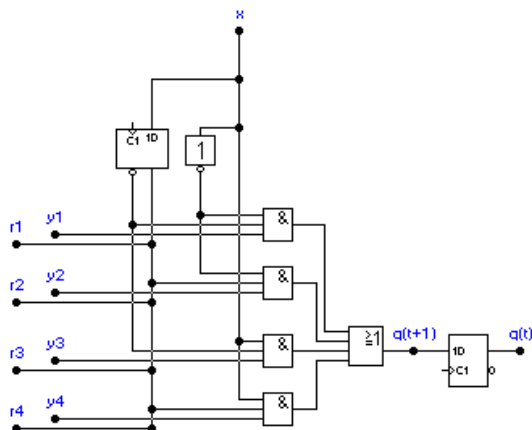 x
C1 1D
1
r1 y1
&
r2 y2
&
r3 y3
≥1 q(t+1) q(t)
1D
C1
&
r4 y4
&